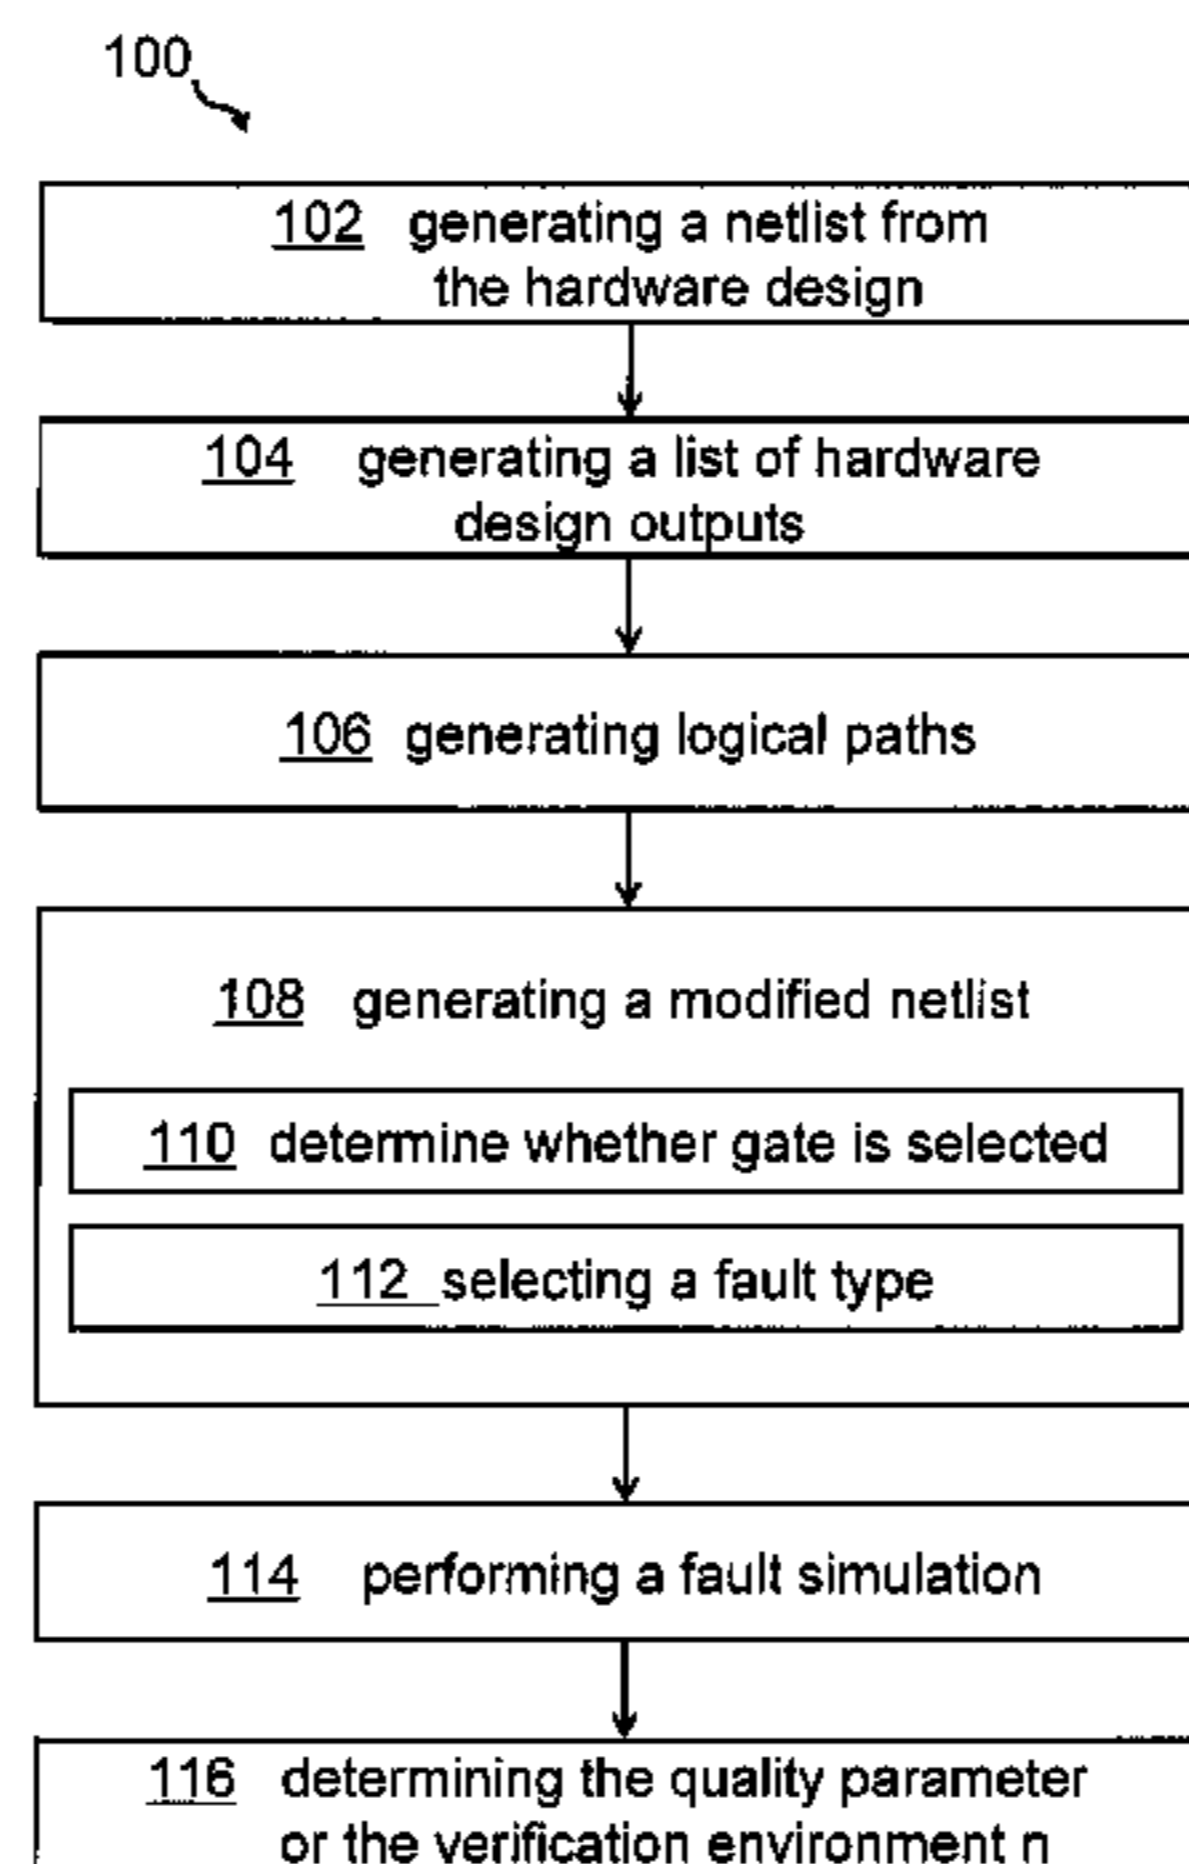 100
102 generating a netlist from
the hardware design
104 generating a list of hardware
design outputs
106 generating logical paths
108 generating a modified netlist
110 determine whether gate is selected
112 selecting a fault type
114 performing a fault simulation
116 determining the quality parameter
or the verification environment n